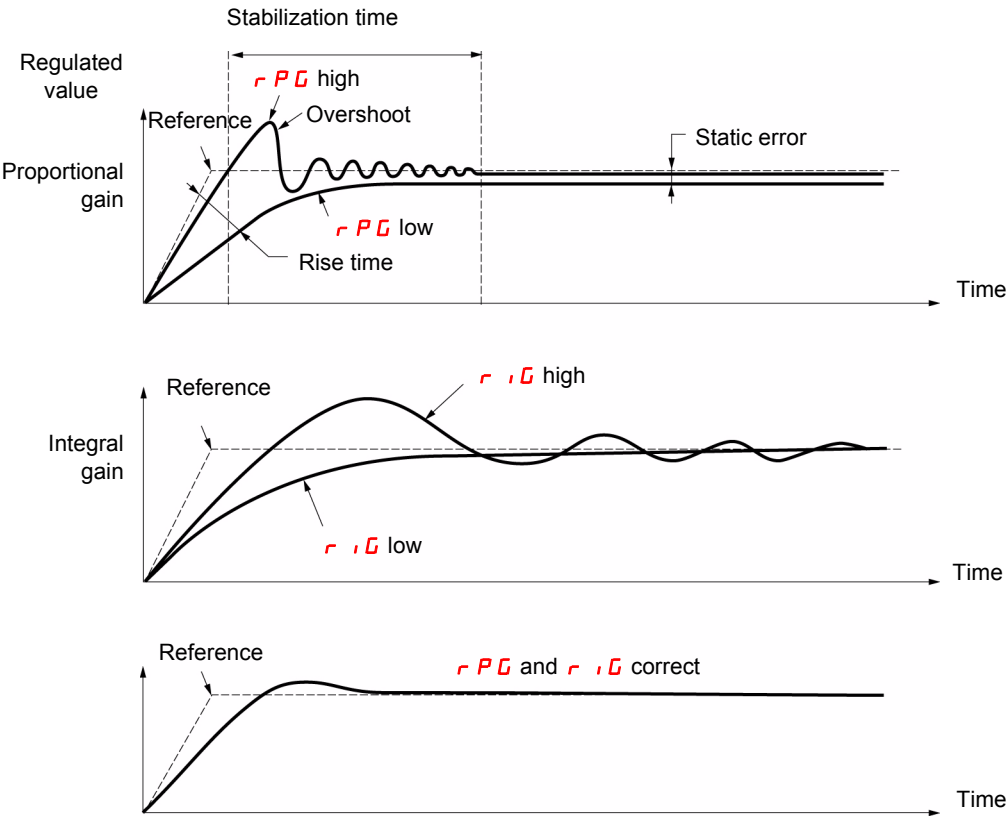 Stabilization time
Regulated
value
rPG high
Reference
Overshoot
Static error
Proportional
gain
rPG low
Rise time
Time
Reference
riG high
Integral
gain
riG low
Time
Reference
rPG and riG correct
Time